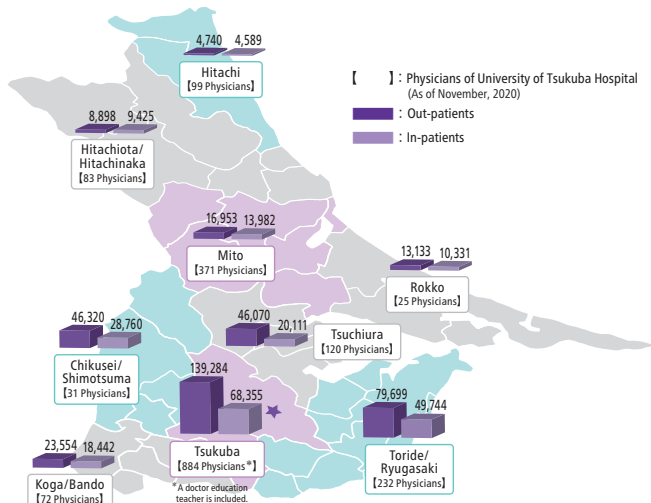 4,740 4,589
Hitachi
【99 Physicians】
【 】: Physicians of University of Tsukuba Hospital
(As of November, 2020)
: Out-patients
: In-patients
8,898 9,425
Hitachiota/
Hitachinaka
【83 Physicians】
16,953 13,982
Mito
【371 Physicians】
13,133 10,331
Rokko
【25 Physicians】
46,320 28,760
Chikusei/
Shimotsuma
【31 Physicians】
46,070 20,111
Tsuchiura
【120 Physicians】
139,284 68,355
Tsukuba
【884 Physicians*】
* A doctor education
teacher is included.
79,699 49,744
Toride/
Ryugasaki
【232 Physicians】
23,554 18,442
Koga/Bando
【72 Physicians】